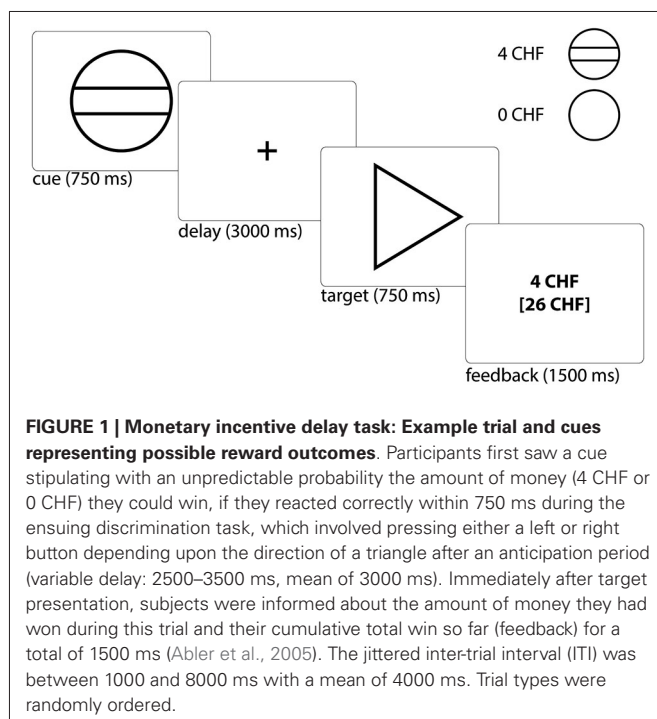 4 CHF
0 CHF
cue (750 ms)
+
delay (3000 ms)
target (750 ms)
4 CHF
[26 CHF]
feedback (1500 ms)
FIGURE 1 | Monetary incentive delay task: Example trial and cues
representing possible reward outcomes. Participants first saw a cue
stipulating with an unpredictable probability the amount of money (4 CHF or
0 CHF) they could win, if they reacted correctly within 750 ms during the
ensuing discrimination task, which involved pressing either a left or right
button depending upon the direction of a triangle after an anticipation period
(variable delay: 2500–3500 ms, mean of 3000 ms). Immediately after target
presentation, subjects were informed about the amount of money they had
won during this trial and their cumulative total win so far (feedback) for a
total of 1500 ms (Abler et al., 2005). The jittered inter-trial interval (ITI) was
between 1000 and 8000 ms with a mean of 4000 ms. Trial types were
randomly ordered.